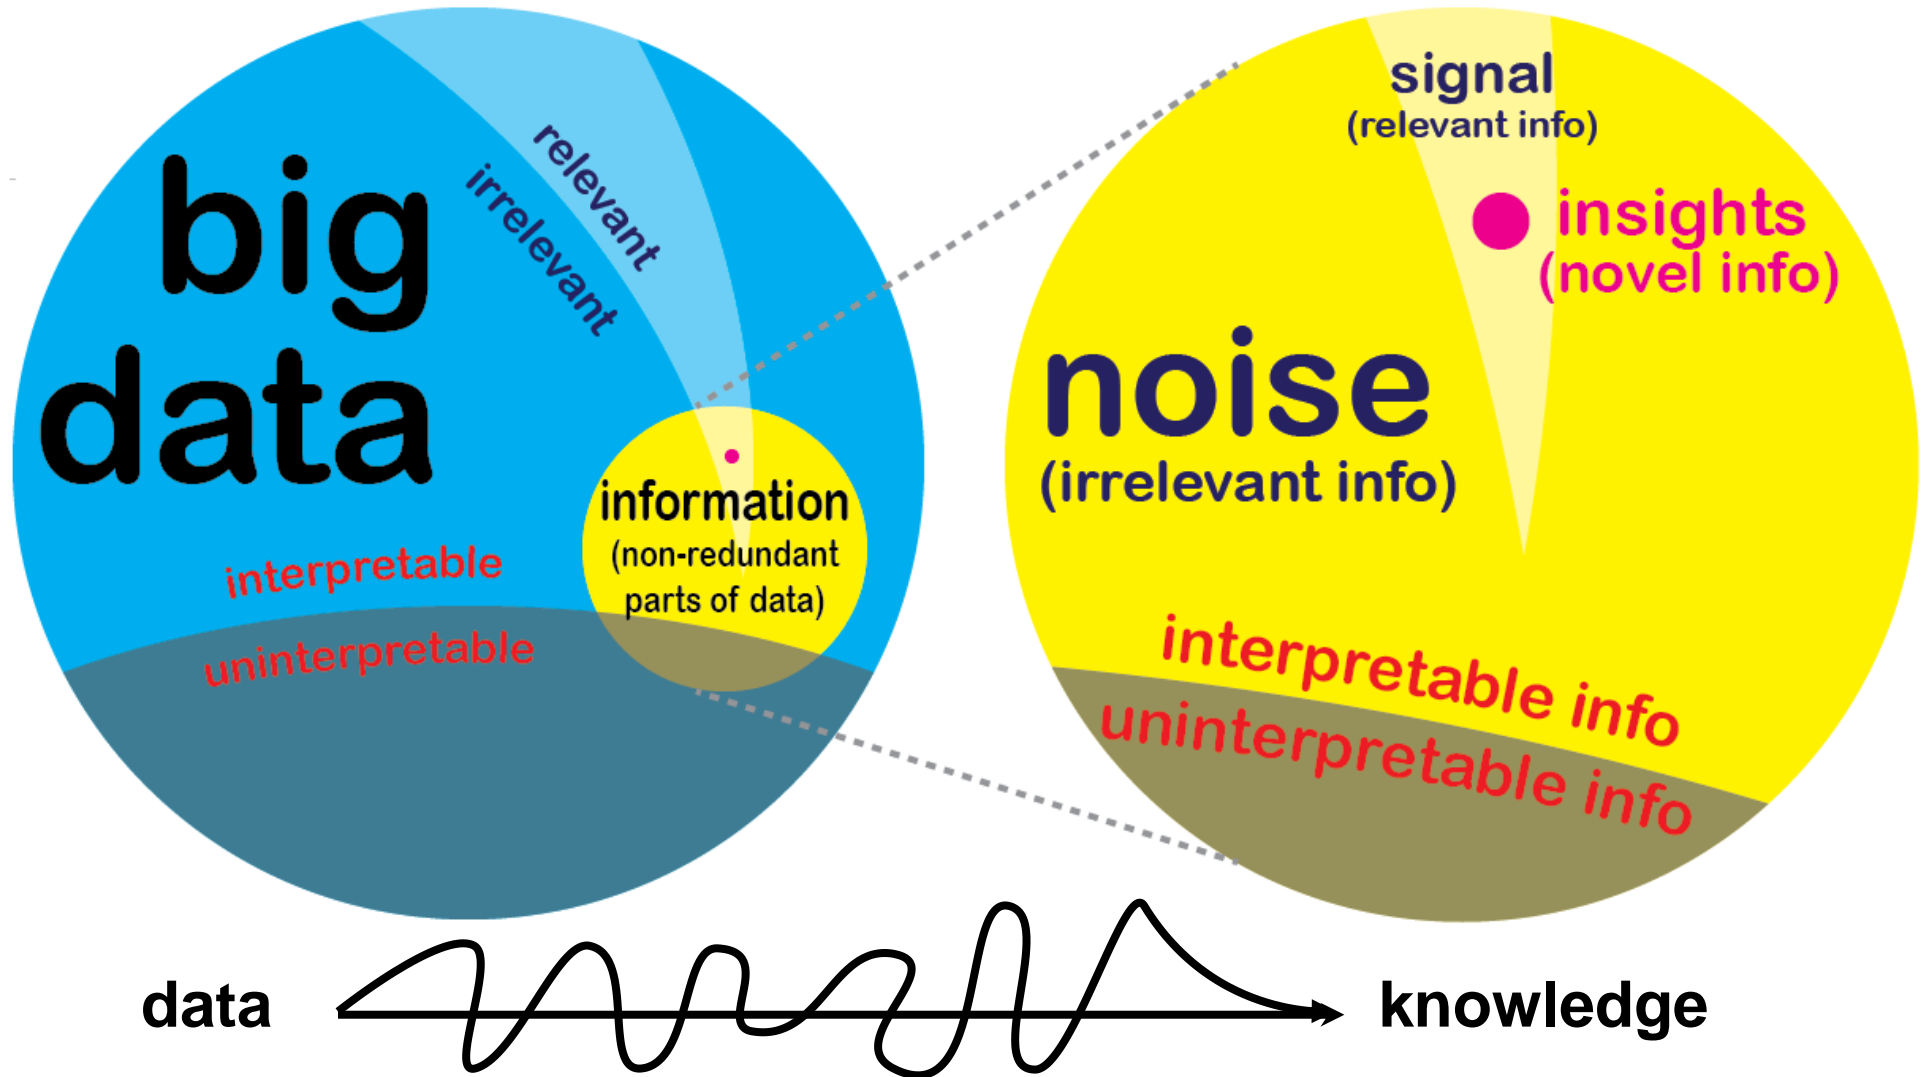 big
data
relevant
irrelevant
information
(non-redundant
parts of data)
interpretable
uninterpretable
signal
(relevant info)
insights
(novel info)
noise
(irrelevant info)
interpretable info
uninterpretable info
data
knowledge